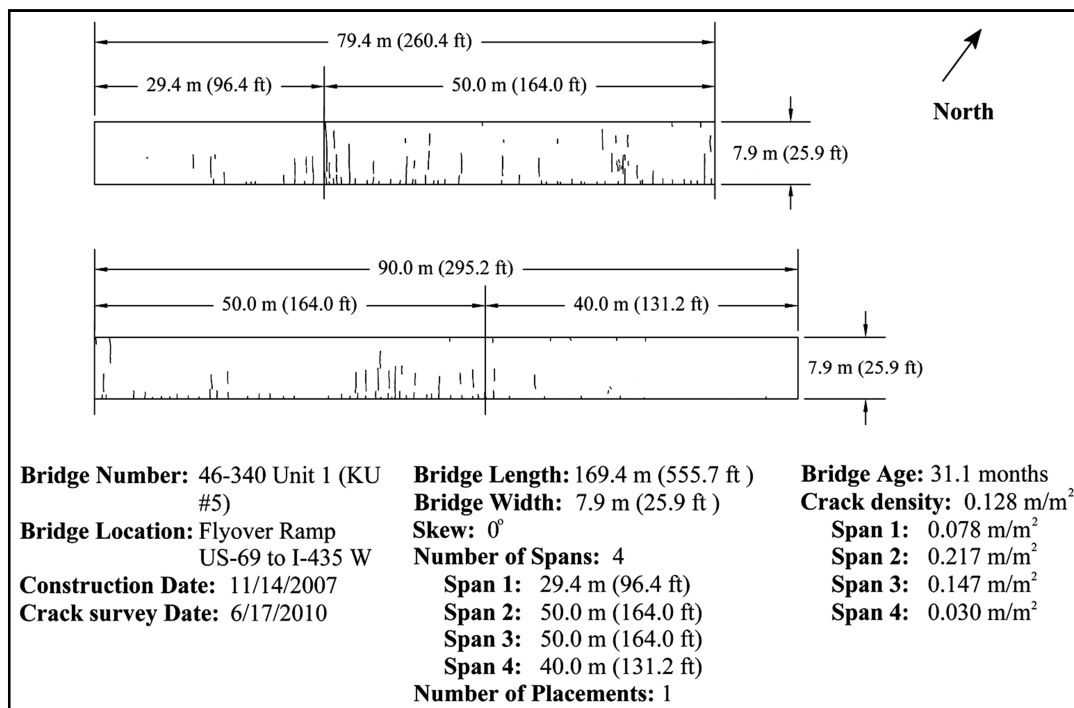 79.4 m (260.4 ft)
29.4 m (96.4 ft)
50.0 m (164.0 ft)
North
7.9 m (25.9 ft)
90.0 m (295.2 ft)
50.0 m (164.0 ft)
40.0 m (131.2 ft)
7.9 m (25.9 ft)
Bridge Number: 46-340 Unit 1 (KU
#5)
Bridge Location: Flyover Ramp
US-69 to I-435 W
Construction Date: 11/14/2007
Crack survey Date: 6/17/2010
Bridge Length: 169.4 m (555.7 ft )
Bridge Width: 7.9 m (25.9 ft )
Skew: 0°
Number of Spans: 4
Span 1: 29.4 m (96.4 ft)
Span 2: 50.0 m (164.0 ft)
Span 3: 50.0 m (164.0 ft)
Span 4: 40.0 m (131.2 ft)
Number of Placements: 1
Bridge Age: 31.1 months
Crack density: 0.128 m/m²
Span 1: 0.078 m/m²
Span 2: 0.217 m/m²
Span 3: 0.147 m/m²
Span 4: 0.030 m/m²